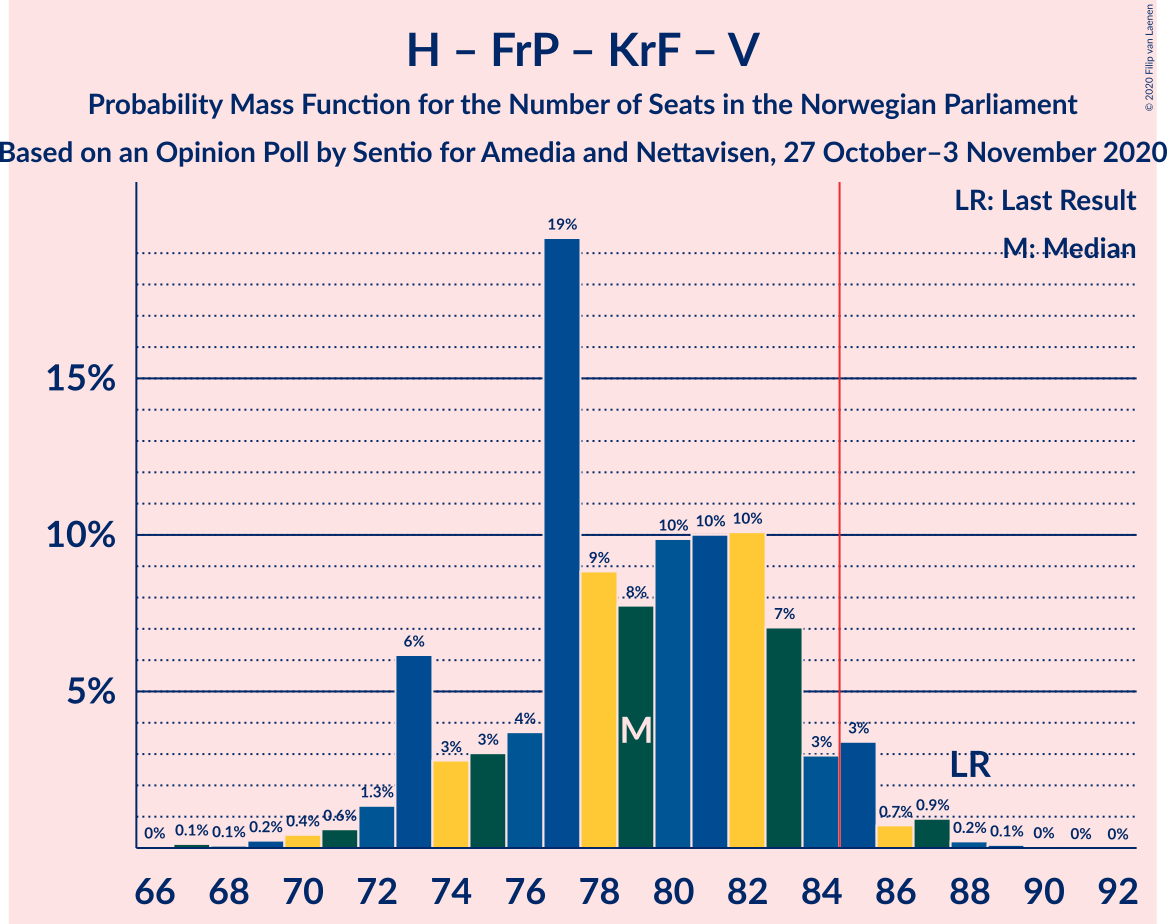 H – FrP – KrF – V
Probability Mass Function for the Number of Seats in the Norwegian Parliament
Based on an Opinion Poll by Sentio for Amedia and Nettavisen, 27 October–3 November 2020
© 2020 Filip van Laenen
LR: Last Result
M: Median
15%
10%
5%
0% 0.1% 0.1% 0.2% 0.4% 0.6% 1.3% 6% 3% 3% 4% 19% 9% 8% 10% 10% 10% 7% 3% 3% 0.7% 0.9% 0.2% 0.1% 0% 0% 0%
M
LR
66 68 70 72 74 76 78 80 82 84 86 88 90 92